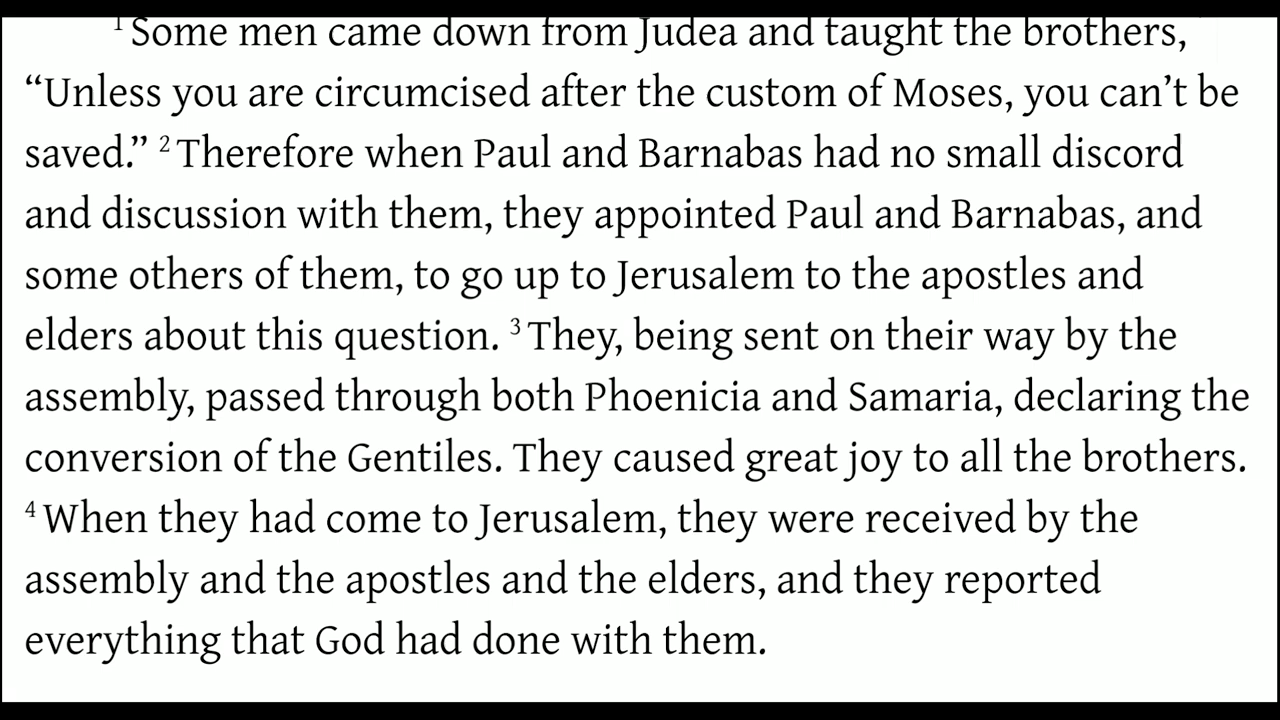 1 Some men came down from Judea and taught the brothers,
“Unless you are circumcised after the custom of Moses, you can’t be
saved.” 2 Therefore when Paul and Barnabas had no small discord
and discussion with them, they appointed Paul and Barnabas, and
some others of them, to go up to Jerusalem to the apostles and
elders about this question. 3 They, being sent on their way by the
assembly, passed through both Phoenicia and Samaria, declaring the
conversion of the Gentiles. They caused great joy to all the brothers.
4 When they had come to Jerusalem, they were received by the
assembly and the apostles and the elders, and they reported
everything that God had done with them.